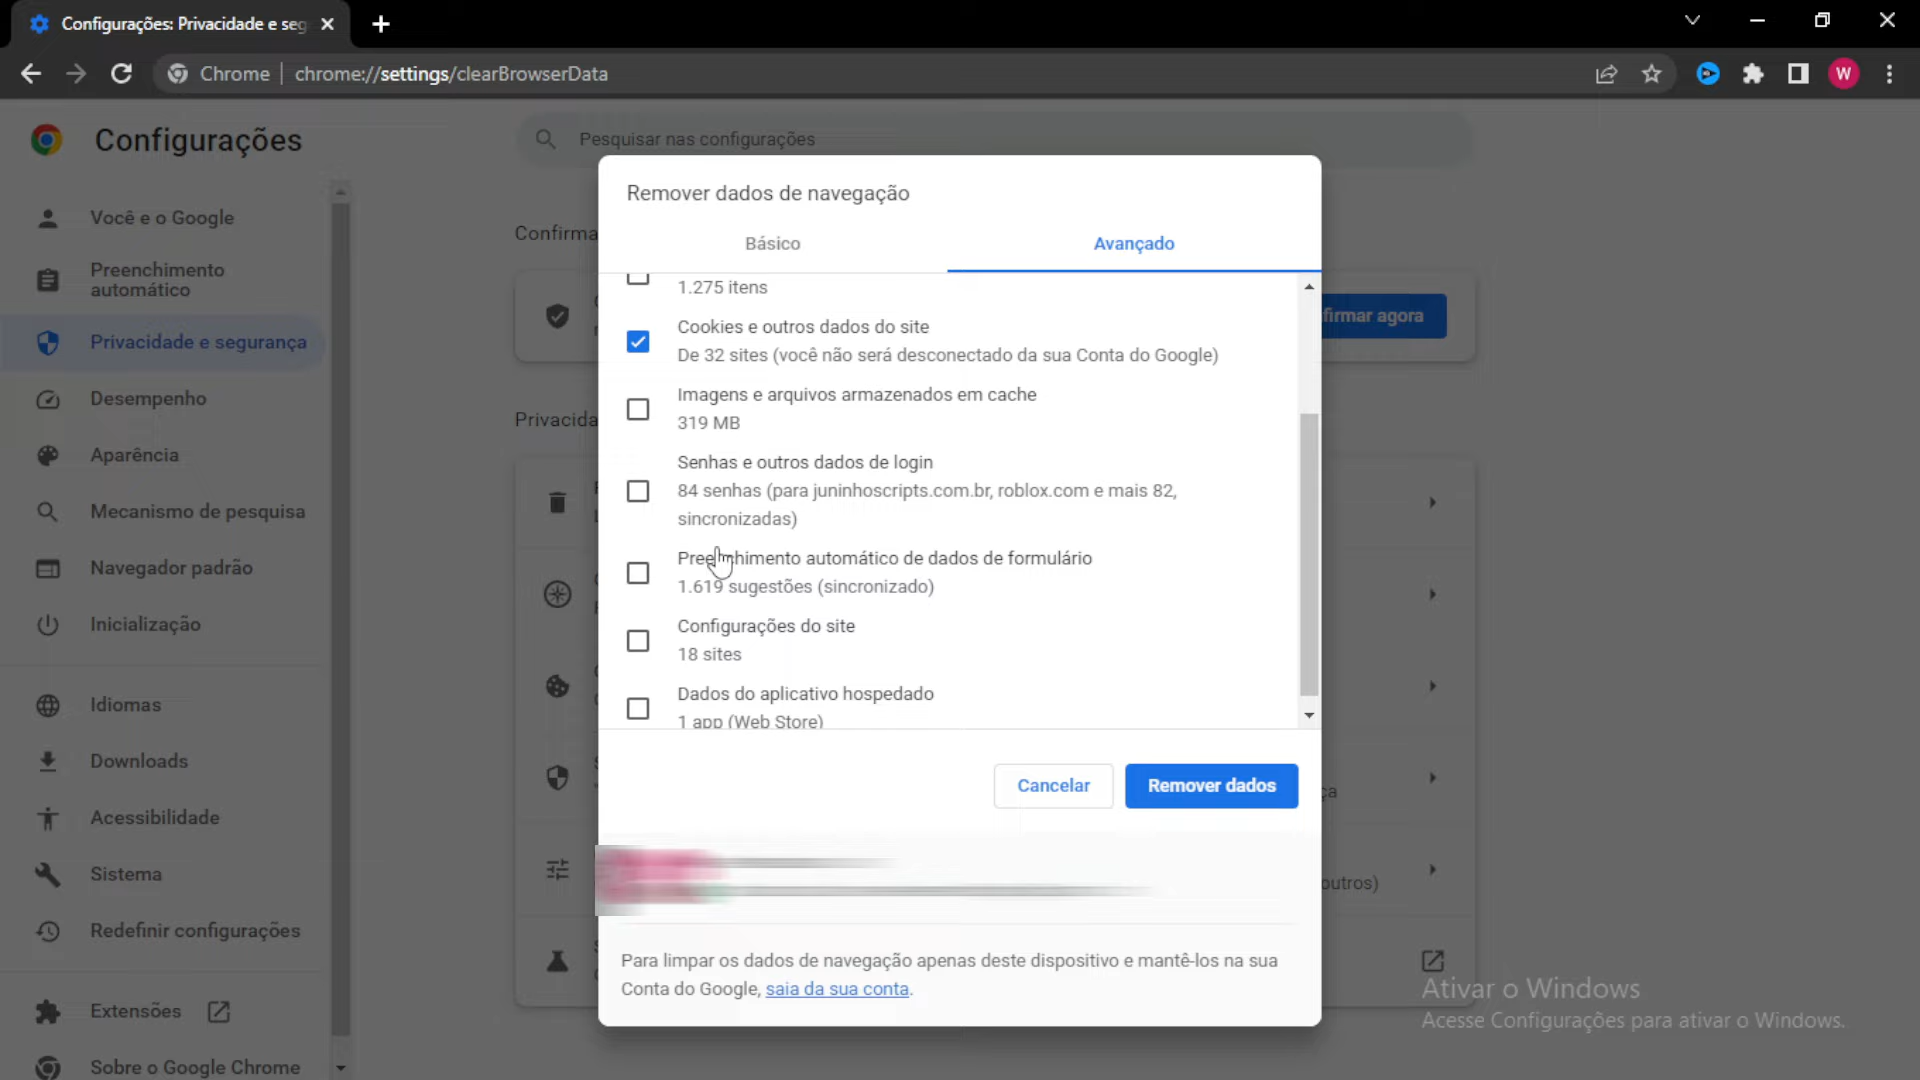 Configurações: Privacidade e seg
Chrome
chrome://settings/clearBrowserData
W
Configurações
Pesquisar nas configurações
Você e o Google
Preenchimento
automático
Privacidade e segurança
Desempenho
Aparência
Mecanismo de pesquisa
Navegador padrão
Inicialização
Idiomas
Downloads
Acessibilidade
Sistema
Redefinir configurações
Extensões
Sobre o Google Chrome
Confirma
firmar agora
Privacida
ça
outros)
Remover dados de navegação
Básico
Avançado
1.275 itens
Cookies e outros dados do site
De 32 sites (você não será desconectado da sua Conta do Google)
Imagens e arquivos armazenados em cache
319 MB
Senhas e outros dados de login
84 senhas (para juninhoscripts.com.br, roblox.com e mais 82,
sincronizadas)
Preenchimento automático de dados de formulário
1.619 sugestões (sincronizado)
Configurações do site
18 sites
Dados do aplicativo hospedado
1 app (Web Store)
Cancelar
Remover dados
Para limpar os dados de navegação apenas deste dispositivo e mantê-los na sua
Conta do Google, saia da sua conta.
Ativar o Windows
Acesse Configurações para ativar o Windows.